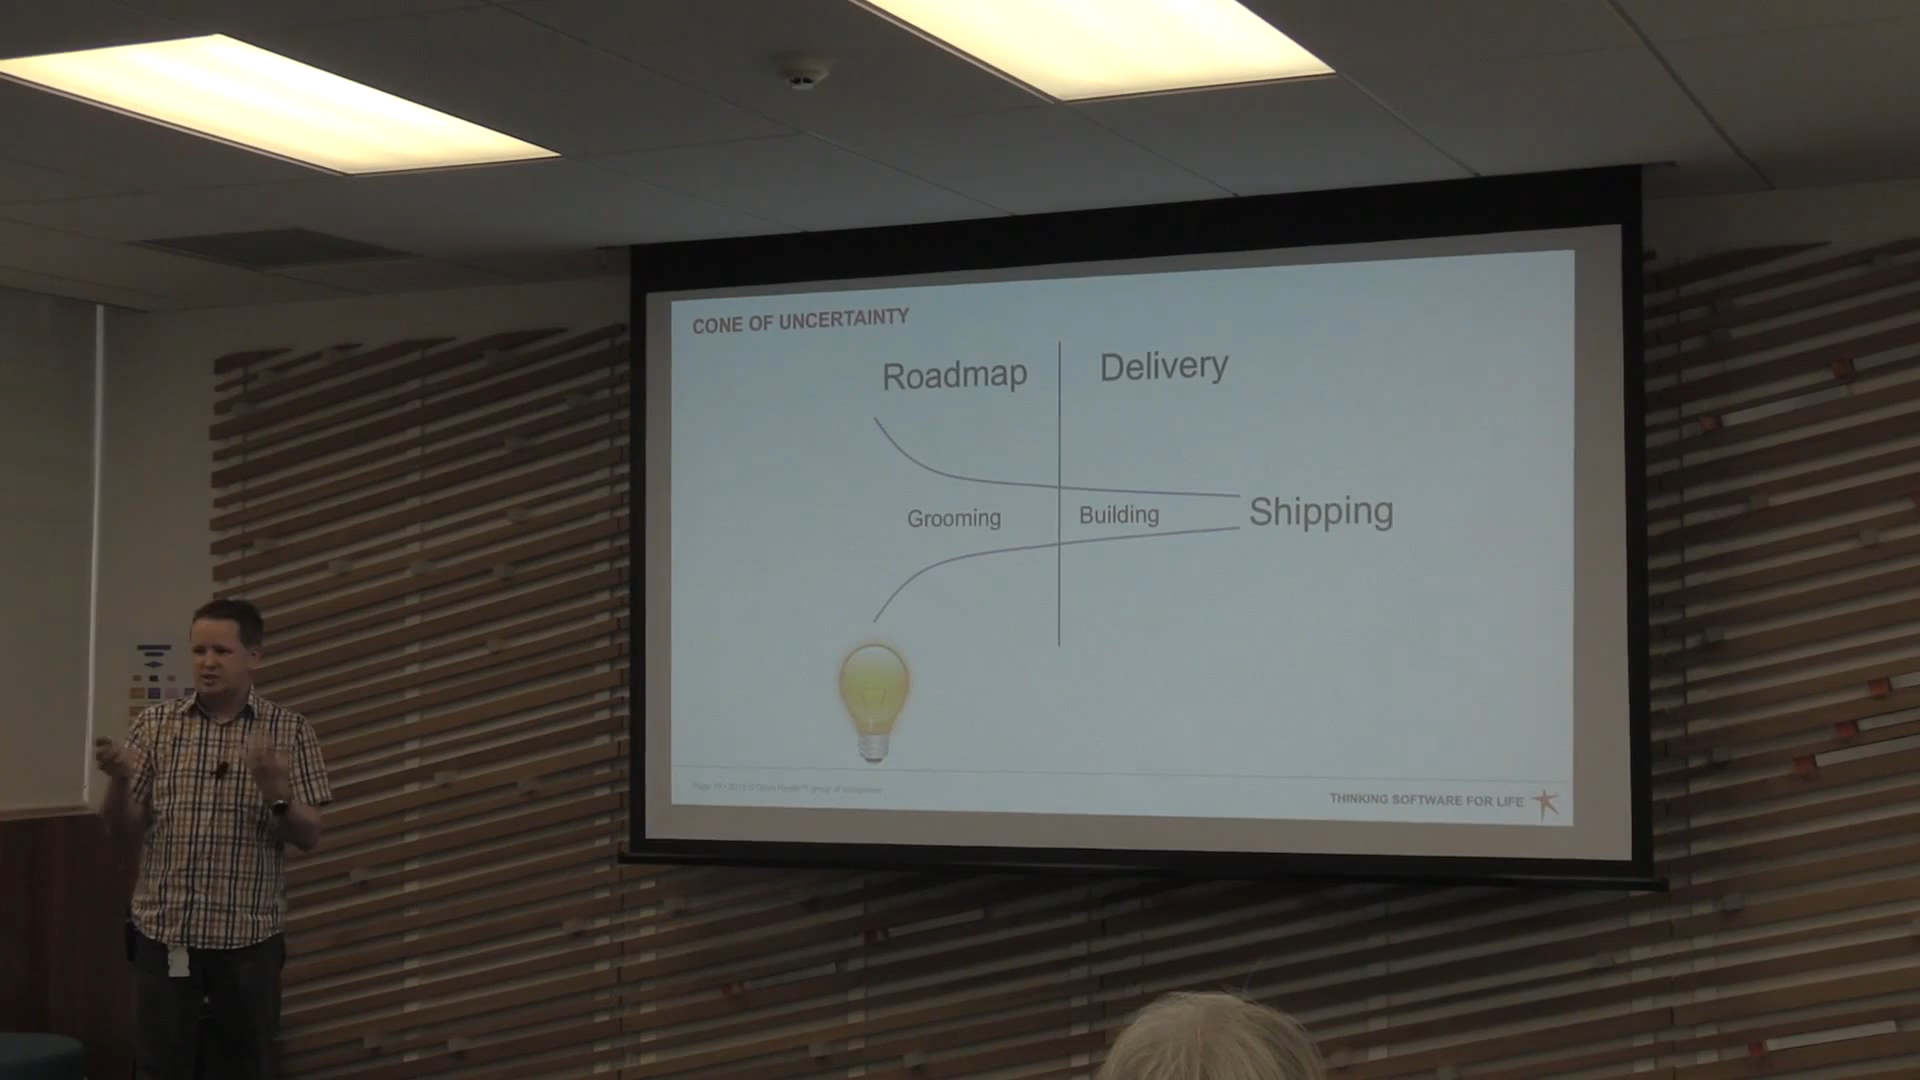 CONE OF UNCERTAINTY
Roadmap
Delivery
Grooming
Building
Shipping
THINKING SOFTWARE FOR LIFE